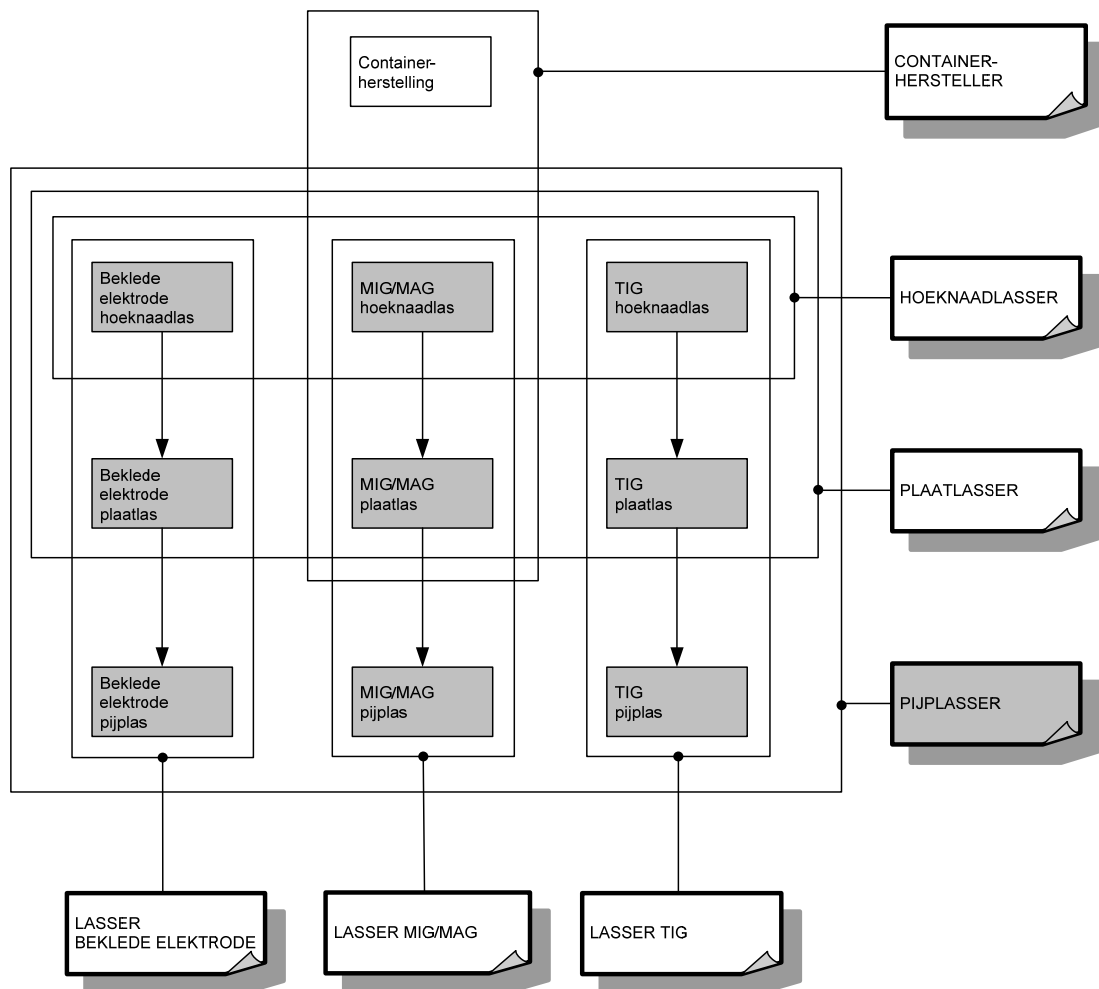 Container-
herstelling
CONTAINER-
HERSTELLER
Beklede
elektrode
hoeknaadlas
MIG/MAG
hoeknaadlas
TIG
hoeknaadlas
HOEKNAADLASSER
Beklede
elektrode
plaatlas
MIG/MAG
plaatlas
TIG
plaatlas
PLAATLASSER
Beklede
elektrode
pijplas
MIG/MAG
pijplas
TIG
pijplas
PIJPLASSER
LASSER
BEKLEDE ELEKTRODE
LASSER MIG/MAG
LASSER TIG